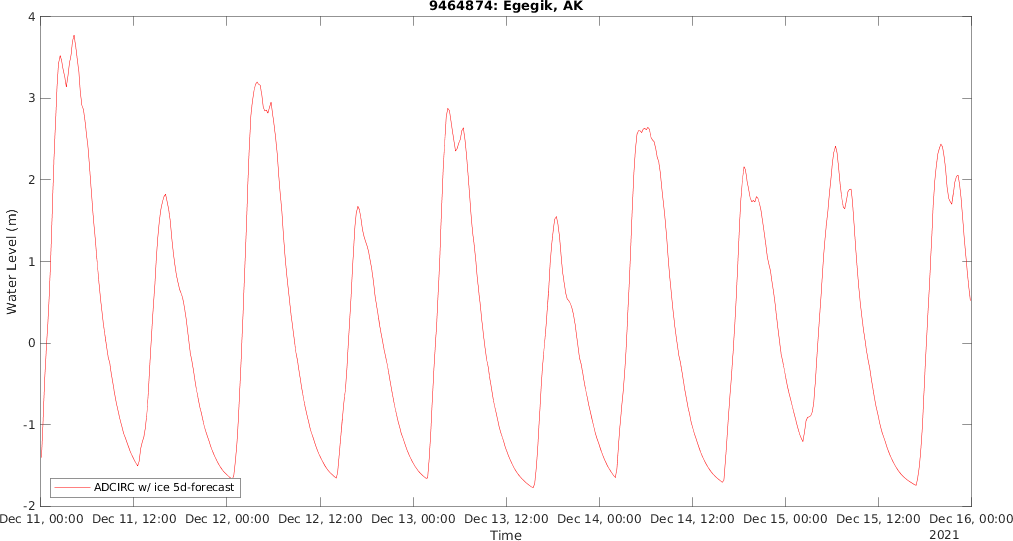 9464874: Egegik, AK
4
3
2
1
0
-1
-2
Water Level (m)
ADCIRC w/ ice 5d-forecast
Dec 11, 00:00 Dec 11, 12:00 Dec 12, 00:00 Dec 12, 12:00 Dec 13, 00:00 Dec 13, 12:00 Dec 14, 00:00 Dec 14, 12:00 Dec 15, 00:00 Dec 15, 12:00 Dec 16, 00:00
Time
2021